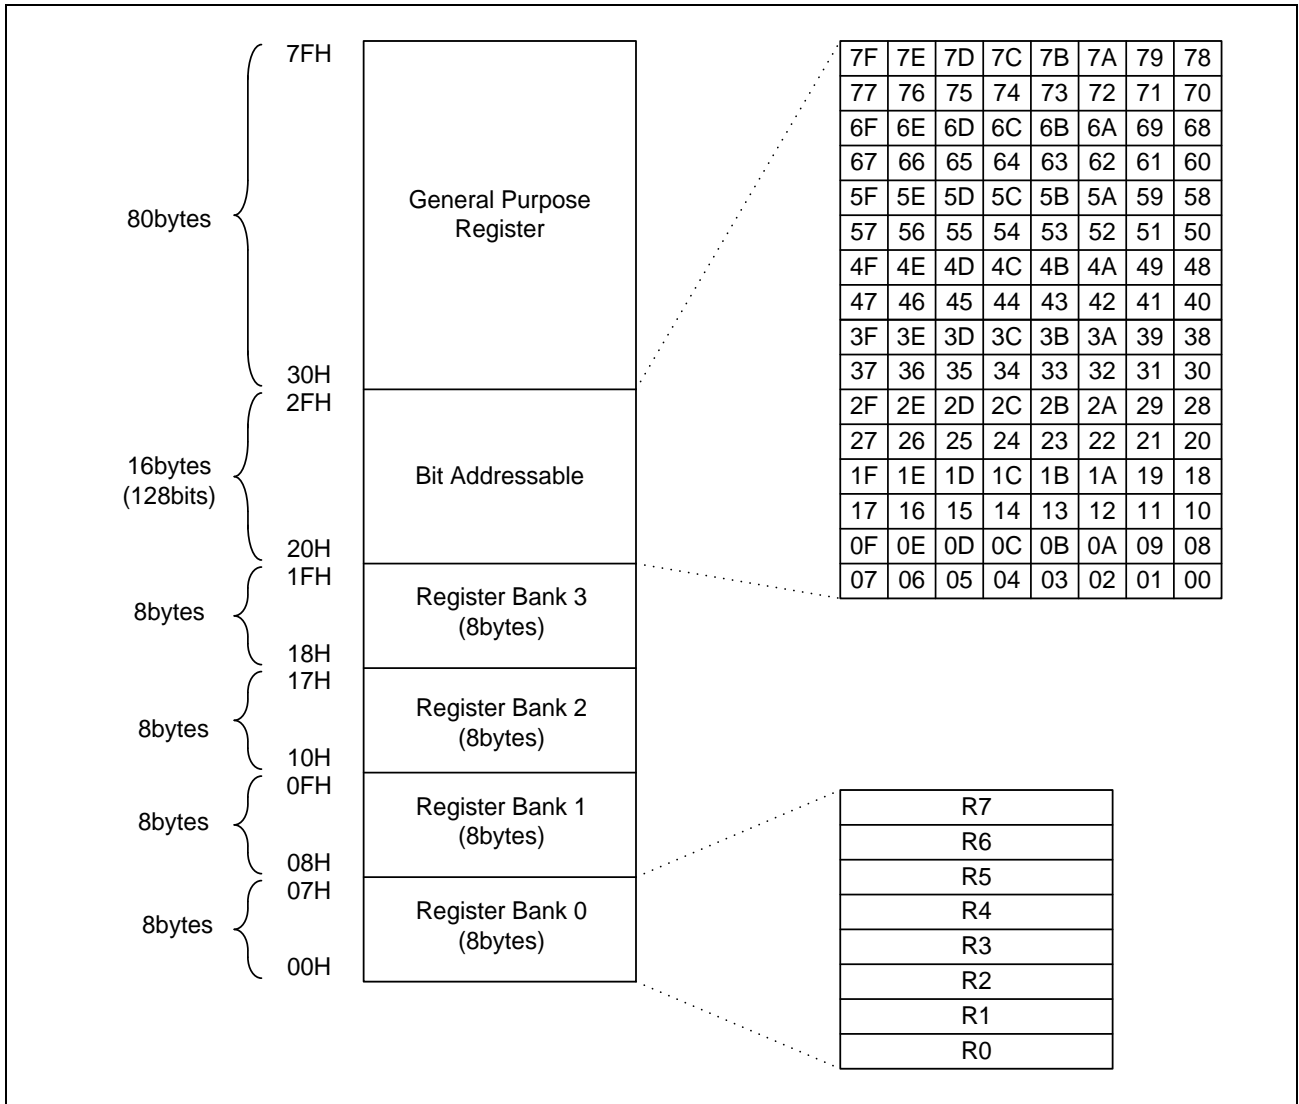 7FH
80bytes
General Purpose
Register
30H
2FH
16bytes
(128bits)
Bit Addressable
20H
1FH
8bytes
Register Bank 3
(8bytes)
18H
17H
8bytes
Register Bank 2
(8bytes)
10H
0FH
8bytes
Register Bank 1
(8bytes)
08H
07H
8bytes
Register Bank 0
(8bytes)
00H
7F 7E 7D 7C 7B 7A 79 78
77 76 75 74 73 72 71 70
6F 6E 6D 6C 6B 6A 69 68
67 66 65 64 63 62 61 60
5F 5E 5D 5C 5B 5A 59 58
57 56 55 54 53 52 51 50
4F 4E 4D 4C 4B 4A 49 48
47 46 45 44 43 42 41 40
3F 3E 3D 3C 3B 3A 39 38
37 36 35 34 33 32 31 30
2F 2E 2D 2C 2B 2A 29 28
27 26 25 24 23 22 21 20
1F 1E 1D 1C 1B 1A 19 18
17 16 15 14 13 12 11 10
0F 0E 0D 0C 0B 0A 09 08
07 06 05 04 03 02 01 00
R7
R6
R5
R4
R3
R2
R1
R0